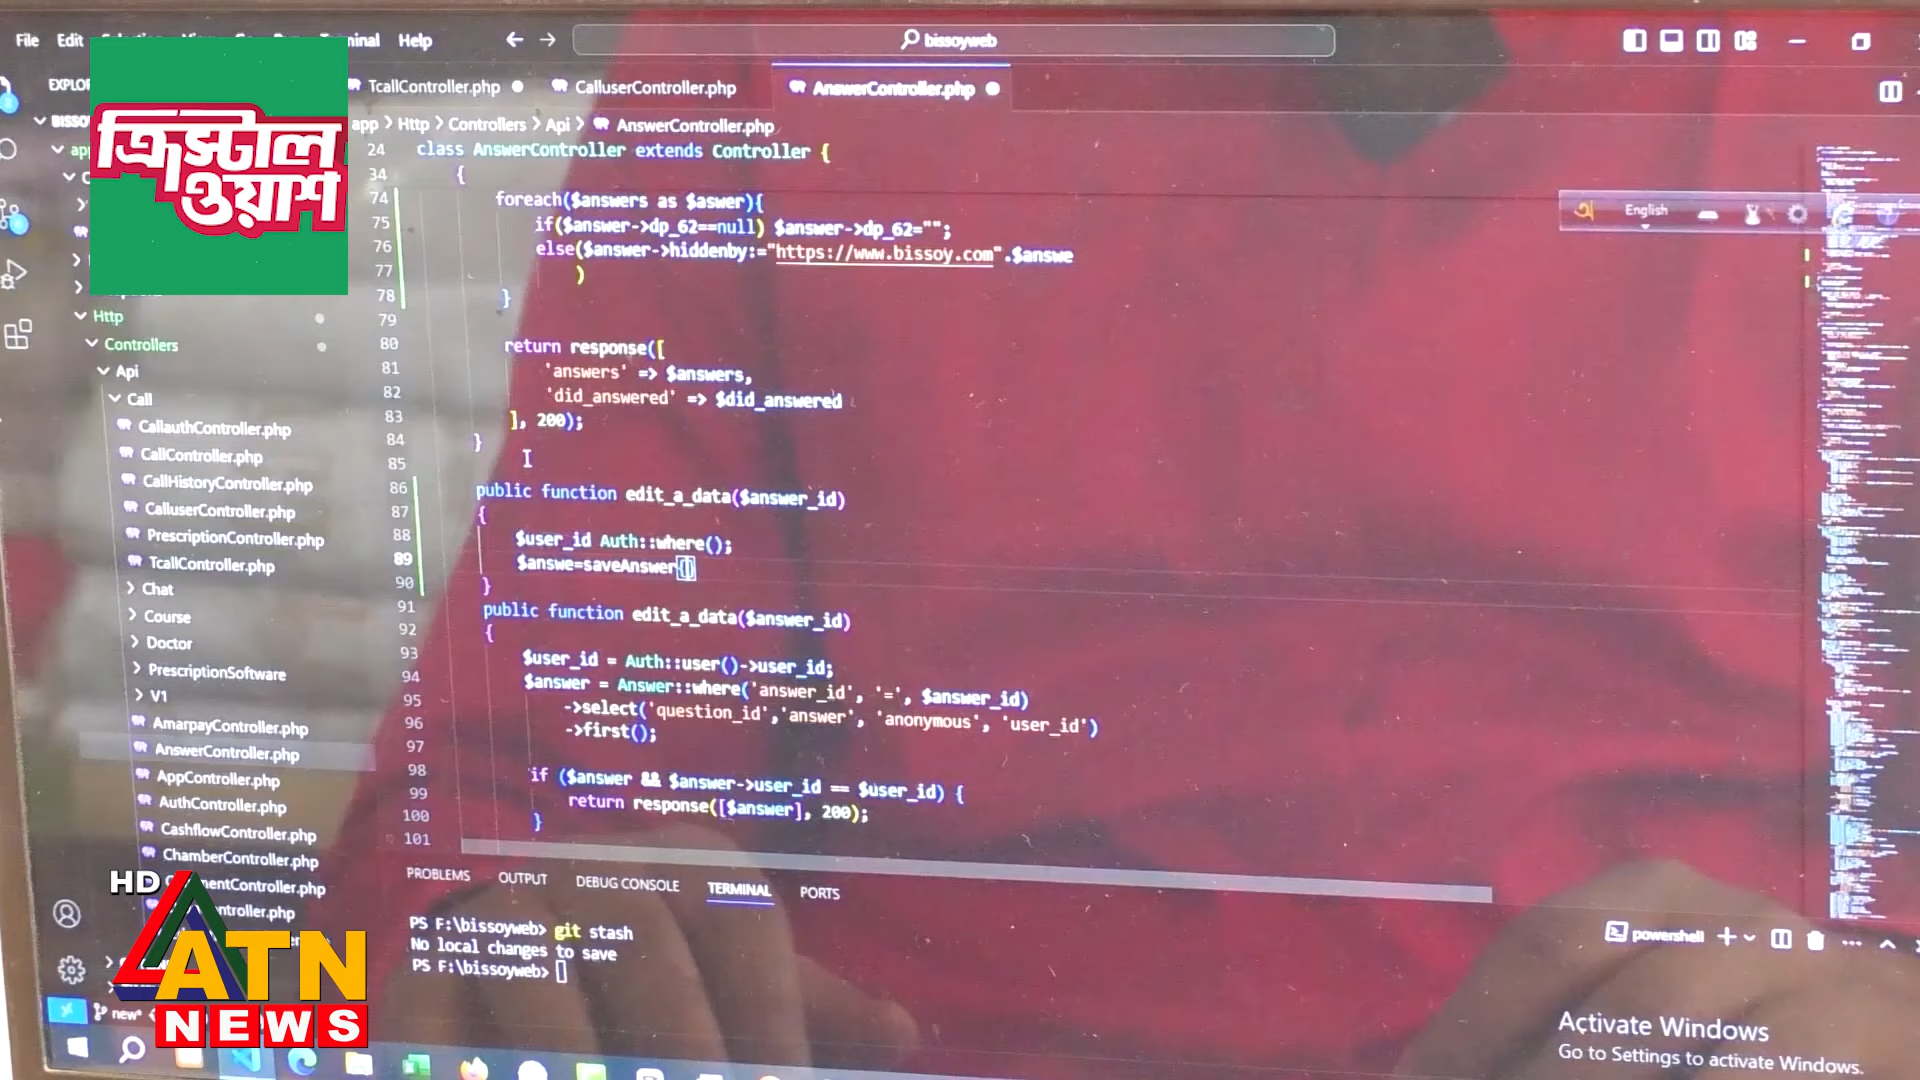 File Edit Terminal Help
bissoyweb
TcallController.php
CalluserController.php
AnswerController.php
app > Http > Controllers > Api > AnswerController.php
ক্রিস্টাল
ওয়াশ
English
24 class AnswerController extends Controller {
34 {
74 foreach($answers as $aswer){
75 if($answer->dp_62==null) $answer->dp_62="";
76 else($answer->hiddenby:="https://www.bissoy.com".$answe
77 )
78 }
79
80 return response([
81 'answers' => $answers,
82 'did_answered' => $did_answered
83 ], 200);
84 }
85
86 public function edit_a_data($answer_id)
87 {
88 $user_id Auth::where();
89 $answe=saveAnswer{}
90 }
91 public function edit_a_data($answer_id)
92 {
93 $user_id = Auth::user()->user_id;
94 $answer = Answer::where('answer_id', '=', $answer_id)
95 ->select('question_id','answer', 'anonymous', 'user_id')
96 ->first();
97
98 if ($answer && $answer->user_id == $user_id) {
99 return response([$answer], 200);
100 }
101
Http
Controllers
Api
Call
CallauthController.php
CallController.php
CallHistoryController.php
CalluserController.php
PrescriptionController.php
TcallController.php
Chat
Course
Doctor
PrescriptionSoftware
V1
AmarpayController.php
AnswerController.php
AppController.php
AuthController.php
CashflowController.php
ChamberController.php
PROBLEMS OUTPUT DEBUG CONSOLE TERMINAL PORTS
PS F:\bissoyweb> git stash
No local changes to save
PS F:\bissoyweb>
powershell
new*
HD
ATN
NEWS
Activate Windows
Go to Settings to activate Windows.